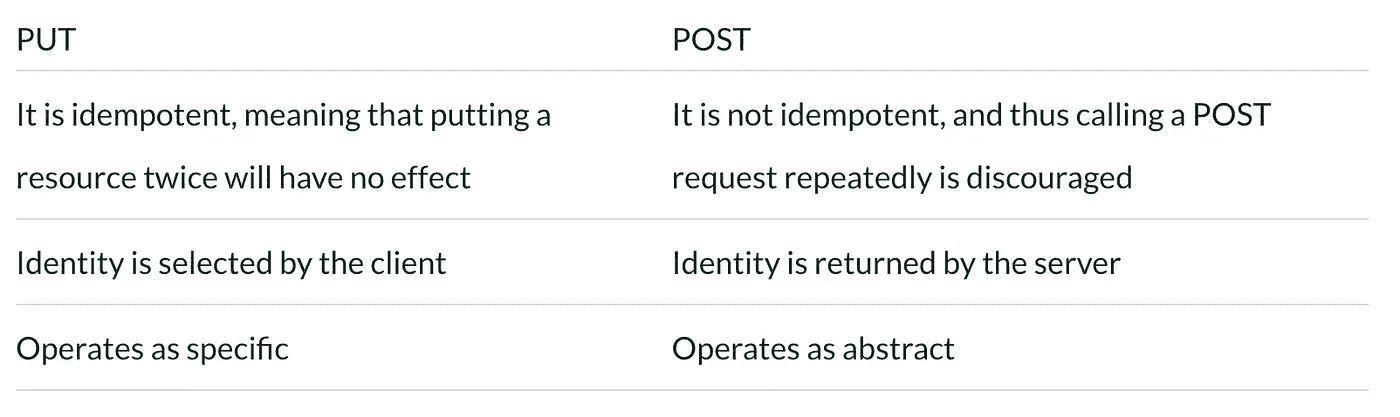 PUT POST
It is idempotent, meaning that putting a It is not idempotent, and thus calling a POST
resource twice will have no effect request repeatedly is discouraged
Identity is selected by the client Identity is returned by the server
Operates as specific Operates as abstract